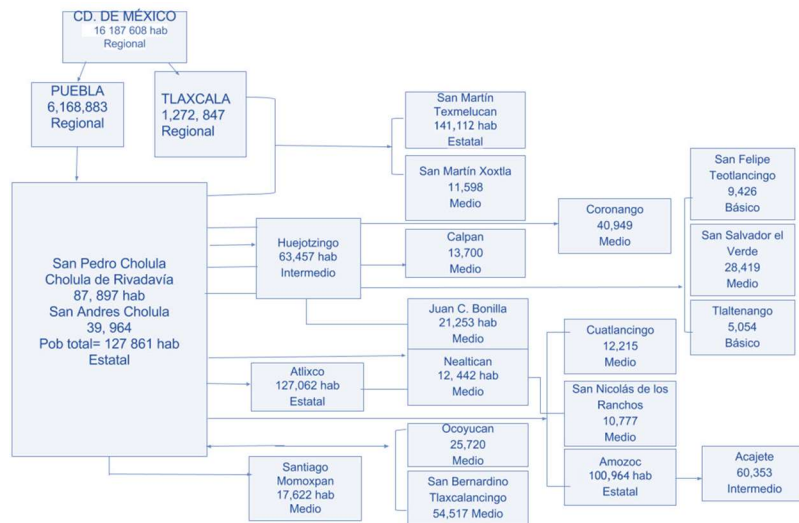 CD. DE MÉXICO
16 187 608 hab
Regional
PUEBLA
6,168,883
Regional
TLAXCALA
1,272, 847
Regional
San Martín
Texmelucan
141,112 hab
Estatal
San Martín Xoxtla
11,598
Medio
San Felipe
Teotlancingo
9,426
Básico
San Salvador el
Verde
28,419
Medio
Tlaltenango
5,054
Básico
Coronango
40,949
Medio
Huejotzingo
63,457 hab
Intermedio
Calpan
13,700
Medio
San Pedro Cholula
Cholula de Rivadavía
87, 897 hab
San Andres Cholula
39, 964
Pob total= 127 861 hab
Estatal
Juan C. Bonilla
21,253 hab
Medio
Nealtican
12, 442 hab
Medio
Atlixco
127,062 hab
Estatal
Cuatlancingo
12,215
Medio
San Nicolás de los
Ranchos
10,777
Medio
Amozoc
100,964 hab
Estatal
Acajete
60,353
Intermedio
Ocoyucan
25,720
Medio
San Bernardino
Tlaxcalancingo
54,517 Medio
Santiago
Momoxpan
17,622 hab
Medio